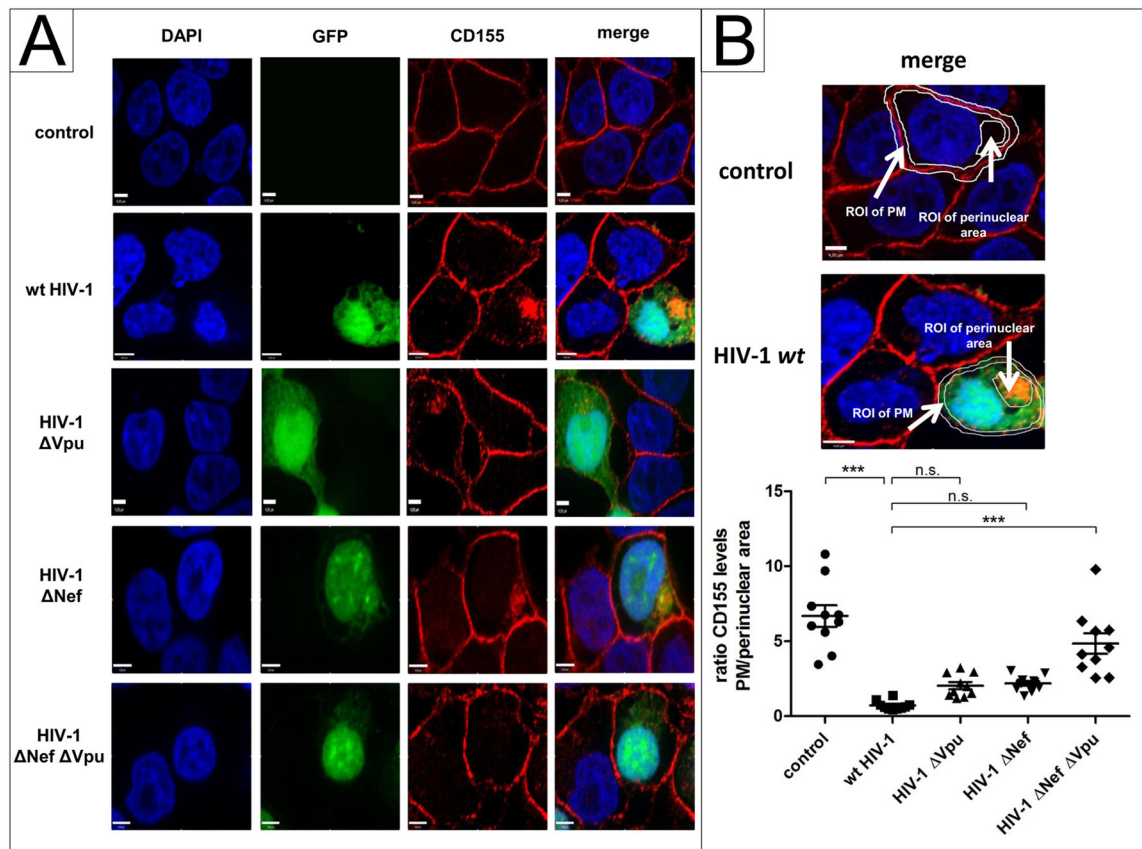 A
DAPI GFP CD155 merge
control
wt HIV-1
HIV-1
ΔVpu
HIV-1
ΔNef
HIV-1
ΔNef ΔVpu
B
merge
control
ROI of PM
ROI of perinuclear
area
HIV-1 wt
ROI of perinuclear
area
ROI of PM
*** n.s.
n.s.
***
ratio CD155 levels
PM/perinuclear area
15
10
5
0
control
wt HIV-1
HIV-1 ΔVpu
HIV-1 ΔNef
HIV-1 ΔNef ΔVpu